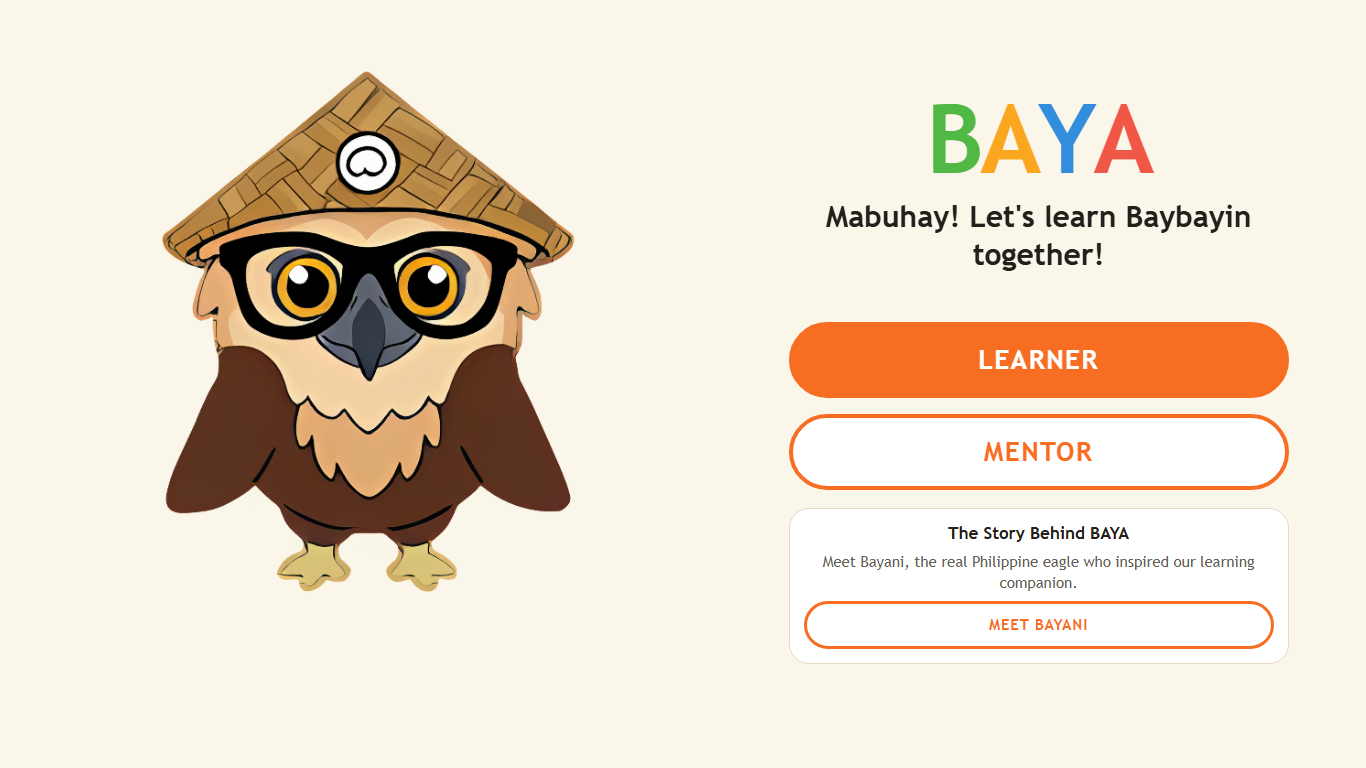 ᜊ
BAYA
Mabuhay! Let's learn Baybayin
together!
LEARNER
MENTOR
The Story Behind BAYA
Meet Bayani, the real Philippine eagle who inspired our learning
companion.
MEET BAYANI